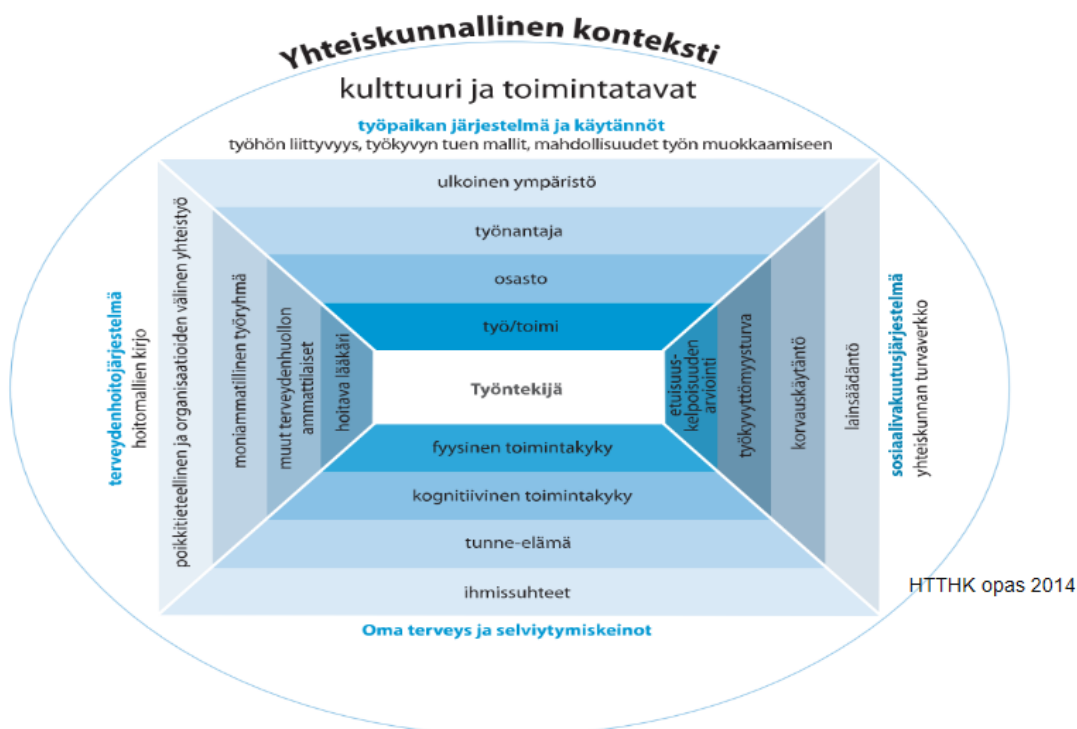 Yhteiskunnallinen konteksti
kulttuuri ja toimintatavat
työpaikan järjestelmä ja käytännöt
työhön liittyvyys, työkyvyn tuen mallit, mahdollisuudet työn muokkaamiseen
ulkoinen ympäristö
työnantaja
osasto
työ/toimi
terveydenhoitojärjestelmä
hoitomallien kirjo
poikkitieteellinen ja organisaatioiden välinen yhteistyö
moniammatillinen työryhmä
muut terveydenhuollon
ammattilaiset
hoitava lääkäri
Työntekijä
etuisuus-
kelpoisuuden
arviointi
työkyvyttömyysturva
korvauskäytäntö
lainsäädäntö
sosiaalivakuutusjärjestelmä
yhteiskunnan turvaverkko
fyysinen toimintakyky
kognitiivinen toimintakyky
tunne-elämä
ihmissuhteet
Oma terveys ja selviytymiskeinot
HTTHK opas 2014